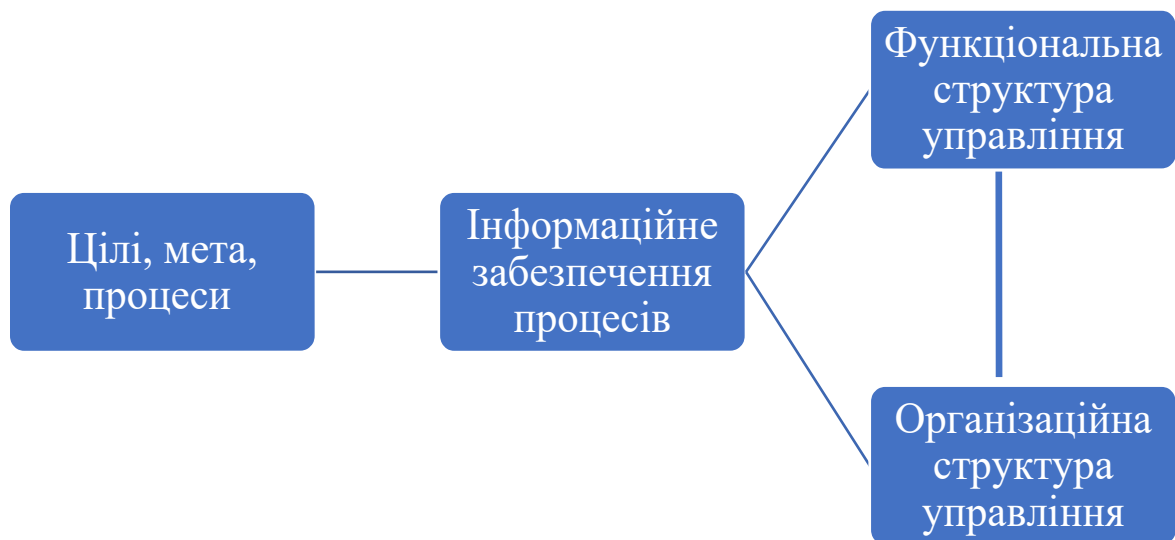 Цілі, мета,
процеси
Інформаційне
забезпечення
процесів
Функціональна
структура
управління
Організаційна
структура
управління